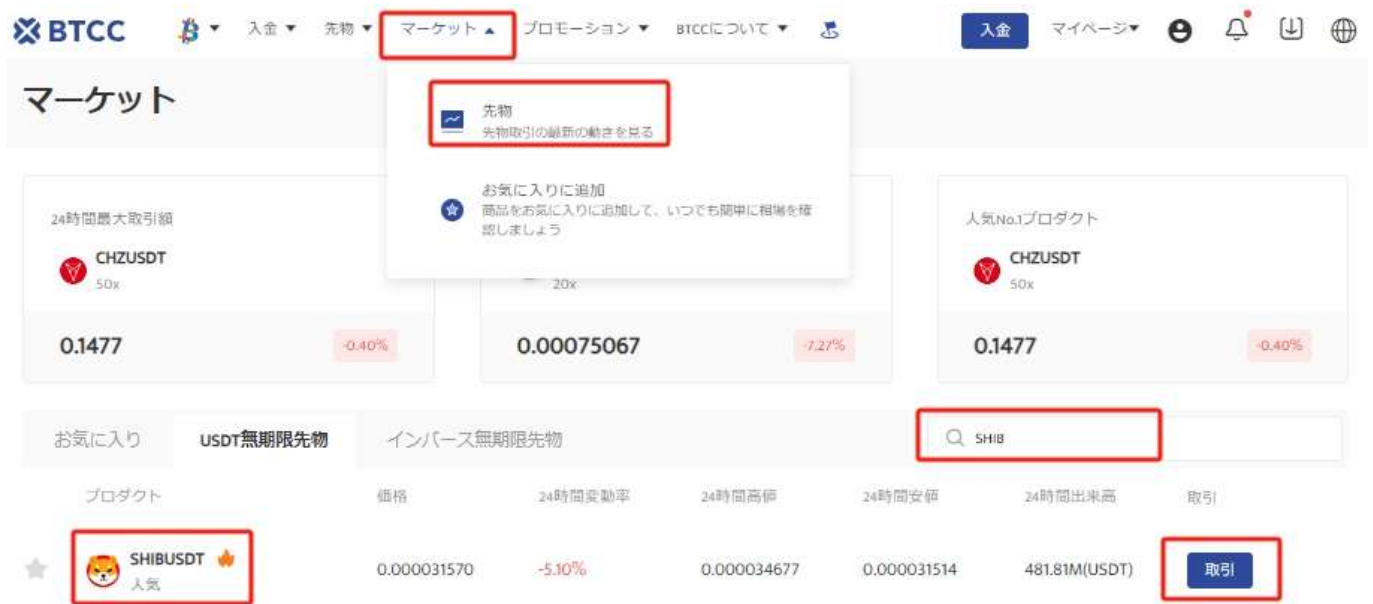 BTCC 入金 先物 マーケット プロモーション BTCCについて 入金 マイページ
マーケット
先物
先物取引の最新の動きを見る
お気に入りに追加
商品をお気に入りに追加して、いつでも簡単に相場を確
認しましょう
24時間最大取引額
CHZUSDT
50x
0.1477 -0.40%
20x
0.00075067 -7.27%
人気No.1プロダクト
CHZUSDT
50x
0.1477 -0.40%
お気に入り USDT無期限先物 インバース無期限先物 SHIB
プロダクト 価格 24時間変動率 24時間高値 24時間安値 24時間出来高 取引
SHIBUSDT 0.000031570 -5.10% 0.000034677 0.000031514 481.81M(USDT) 取引
人気